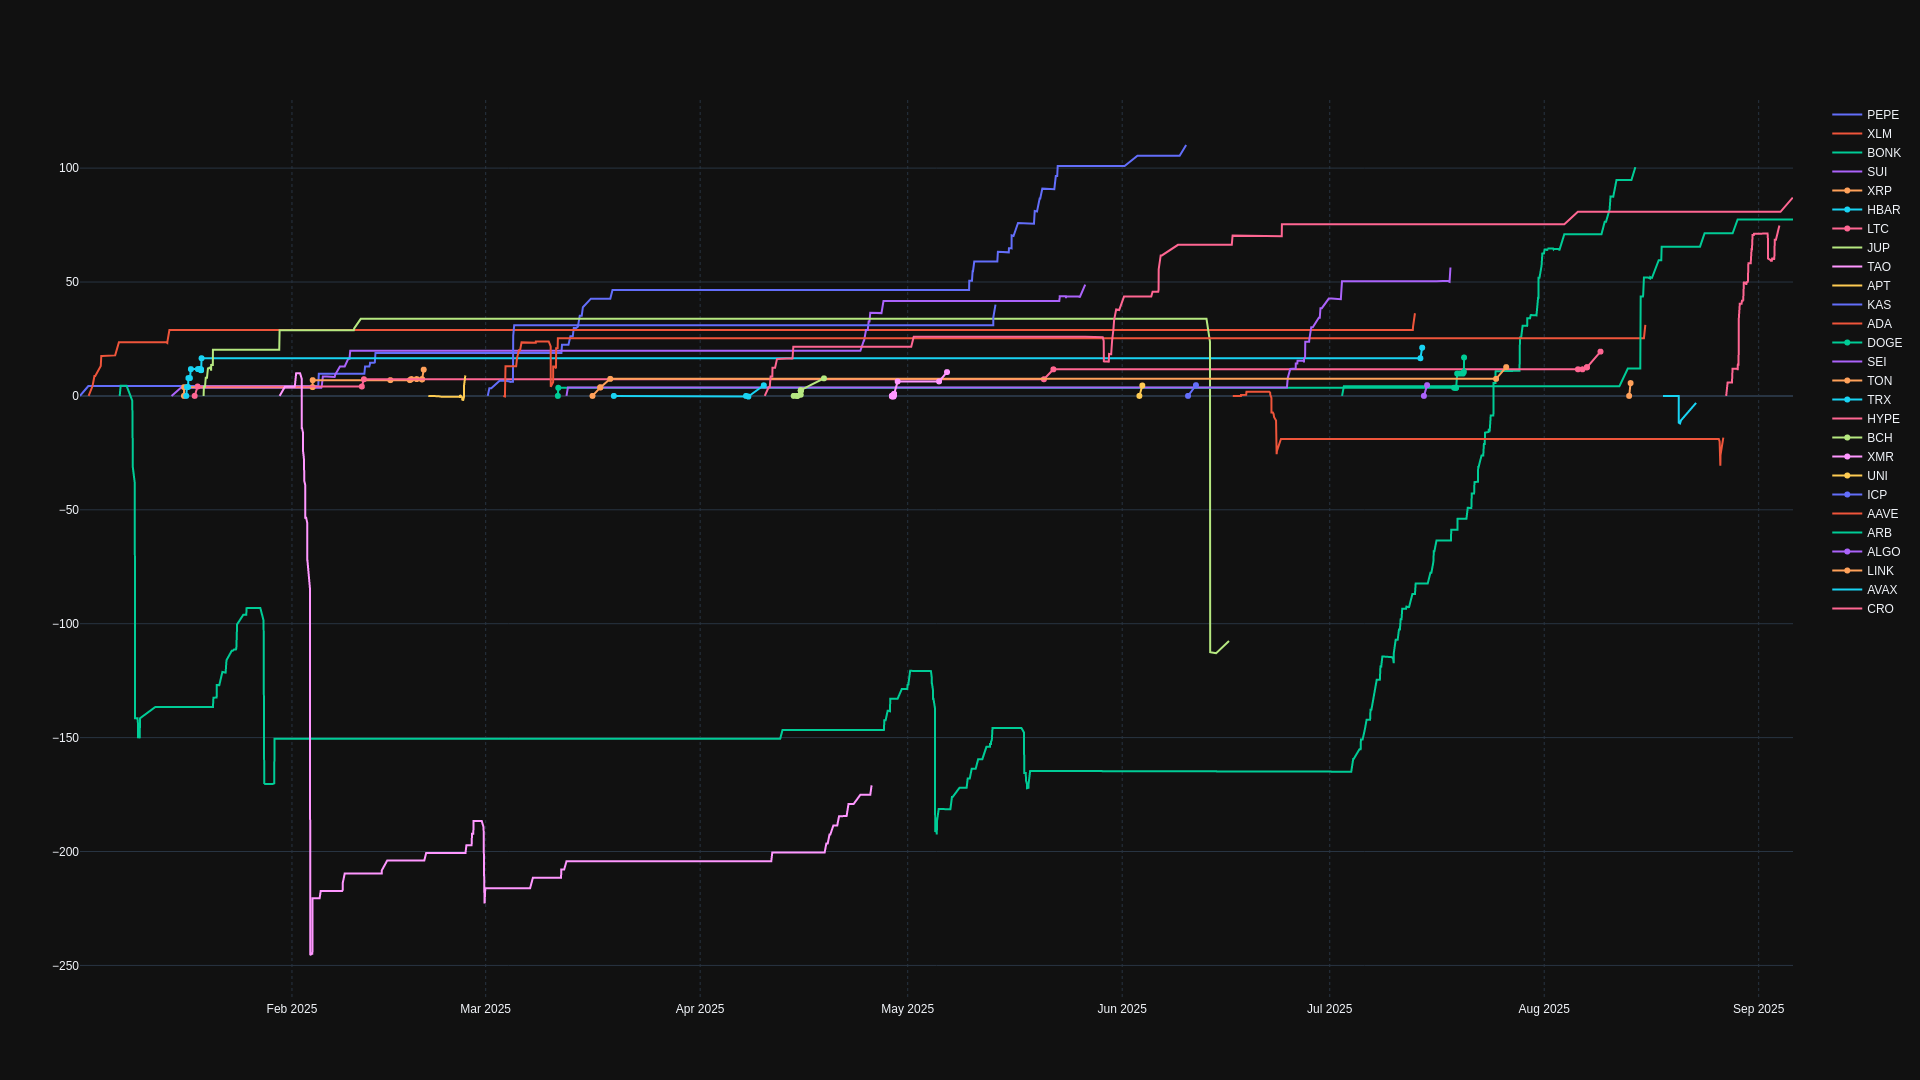 100
50
0
−50
−100
−150
−200
−250
Feb 2025
Mar 2025
Apr 2025
May 2025
Jun 2025
Jul 2025
Aug 2025
Sep 2025
PEPE
XLM
BONK
SUI
XRP
HBAR
LTC
JUP
TAO
APT
KAS
ADA
DOGE
SEI
TON
TRX
HYPE
BCH
XMR
UNI
ICP
AAVE
ARB
ALGO
LINK
AVAX
CRO